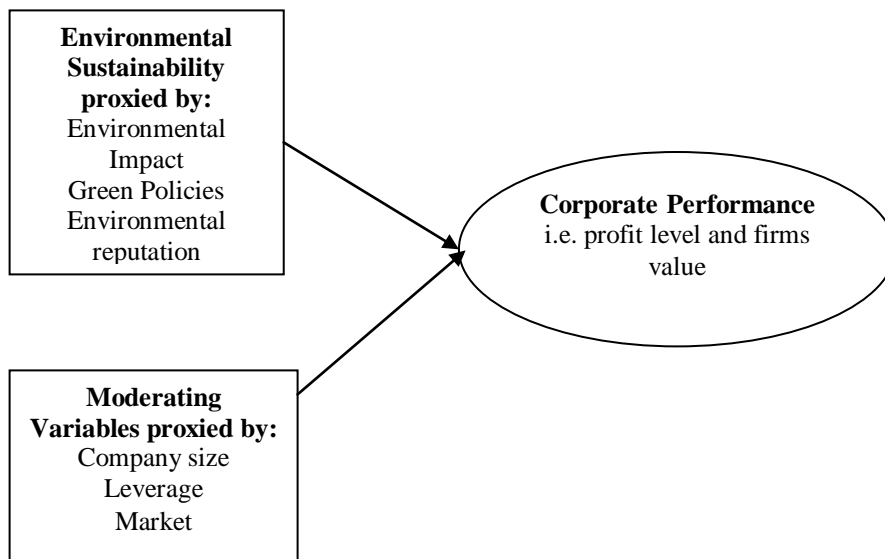 Environmental
Sustainability
proxied by:
Environmental
Impact
Green Policies
Environmental
reputation
Corporate Performance
i.e. profit level and firms
value
Moderating
Variables proxied by:
Company size
Leverage
Market